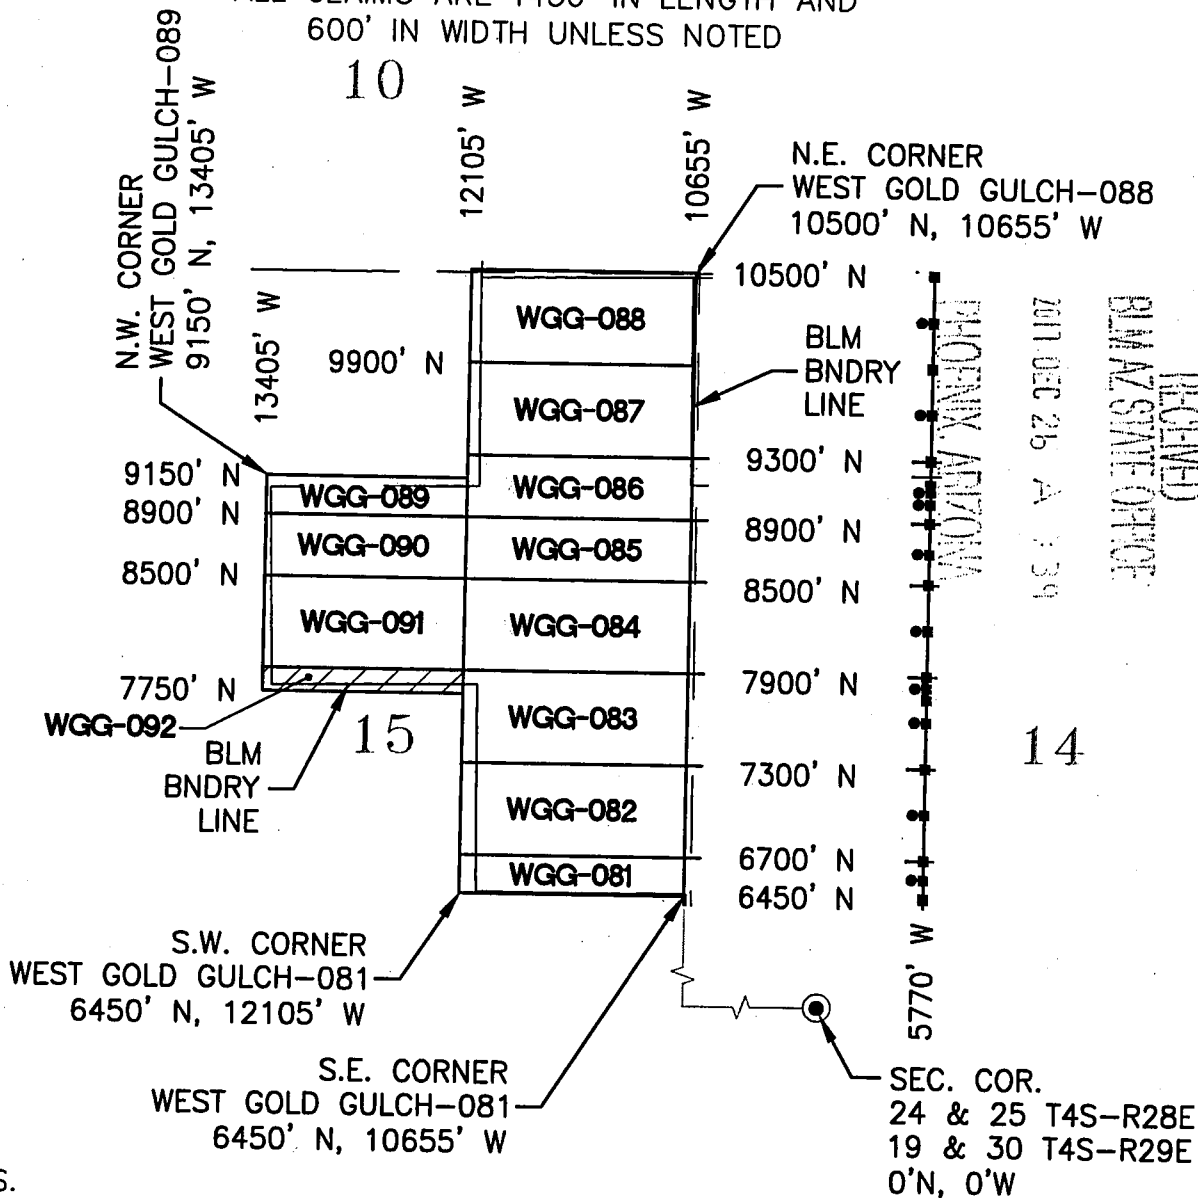 600' IN WIDTH UNLESS NOTED
10
N.W. CORNER
WEST GOLD GULCH-089
9150' N, 13405' W
12105' W
10655' W
N.E. CORNER
WEST GOLD GULCH-088
10500' N, 10655' W
13405' W
10500' N
WGG-088
9900' N
BLM
BNDRY
LINE
WGG-087
RECEIVED
BLM AZ STATE OFFICE
PHOENIX, ARIZONA
9150' N
9300' N
WGG-089
WGG-086
8900' N
8900' N
WGG-090
WGG-085
8500' N
8500' N
WGG-091
WGG-084
7750' N
7900' N
WGG-092
15
WGG-083
14
BLM
BNDRY
LINE
7300' N
WGG-082
6700' N
WGG-081
6450' N
5770' W
S.W. CORNER
WEST GOLD GULCH-081
6450' N, 12105' W
S.E. CORNER
WEST GOLD GULCH-081
6450' N, 10655' W
SEC. COR.
24 & 25 T4S-R28E
19 & 30 T4S-R29E
0'N, 0'W